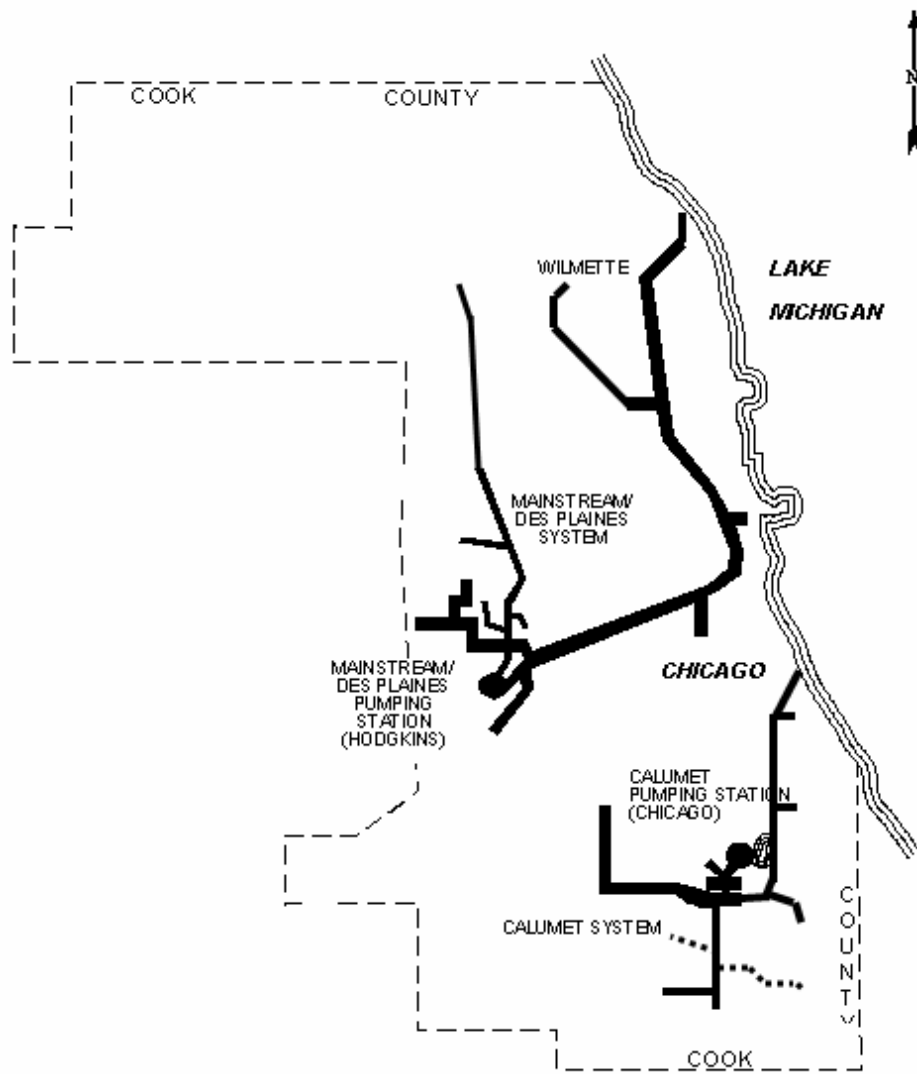 N
COOK COUNTY
WILMETTE
LAKE
MICHIGAN
MAINSTREAM/
DES PLAINES
SYSTEM
MAINSTREAM/
DES PLAINES
PUMPING
STATION
(HODGKINS)
CHICAGO
CALUMET
PUMPING STATION
(CHICAGO)
CALUMET SYSTEM
COUNTY
COOK